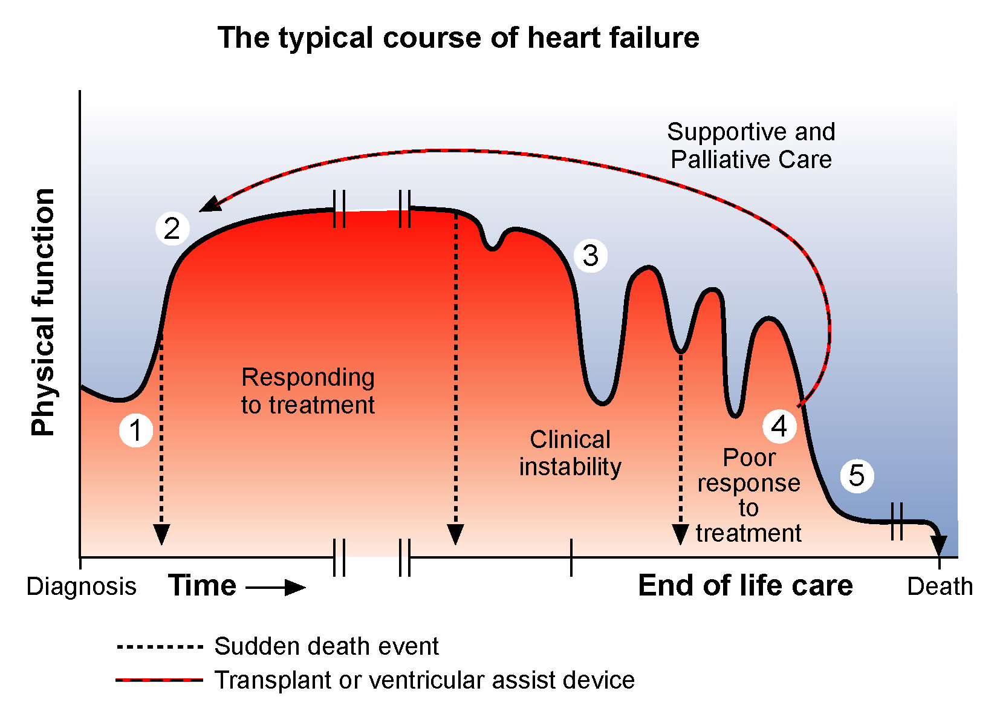 The typical course of heart failure
Supportive and
Palliative Care
Physical function
2
3
Responding
to treatment
1
4
Clinical
instability
Poor
response
to
treatment
5
Diagnosis
Time
End of life care
Death
Sudden death event
Transplant or ventricular assist device